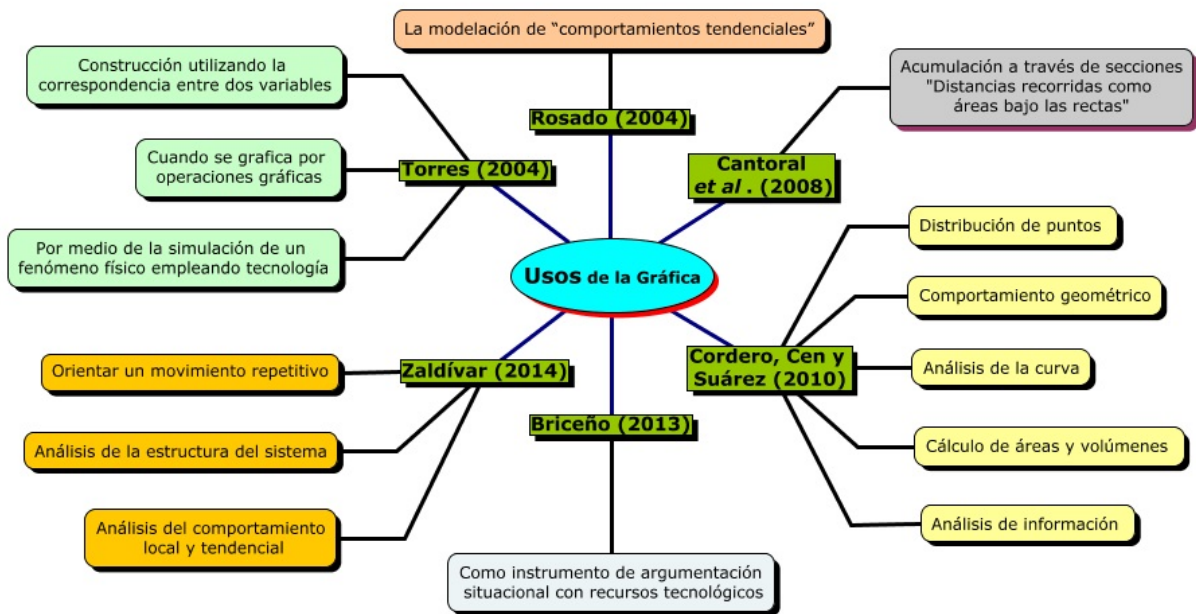 La modelación de “comportamientos tendenciales”
Construcción utilizando la
correspondencia entre dos variables
Acumulación a través de secciones
"Distancias recorridas como
áreas bajo las rectas"
Rosado (2004)
Cuando se grafica por
operaciones gráficas
Torres (2004)
Cantoral
et al . (2008)
Por medio de la simulación de un
fenómeno físico empleando tecnología
Distribución de puntos
Usos de la Gráfica
Comportamiento geométrico
Orientar un movimiento repetitivo
Zaldívar (2014)
Cordero, Cen y
Suárez (2010)
Análisis de la curva
Briceño (2013)
Análisis de la estructura del sistema
Cálculo de áreas y volúmenes
Análisis del comportamiento
local y tendencial
Análisis de información
Como instrumento de argumentación
situacional con recursos tecnológicos